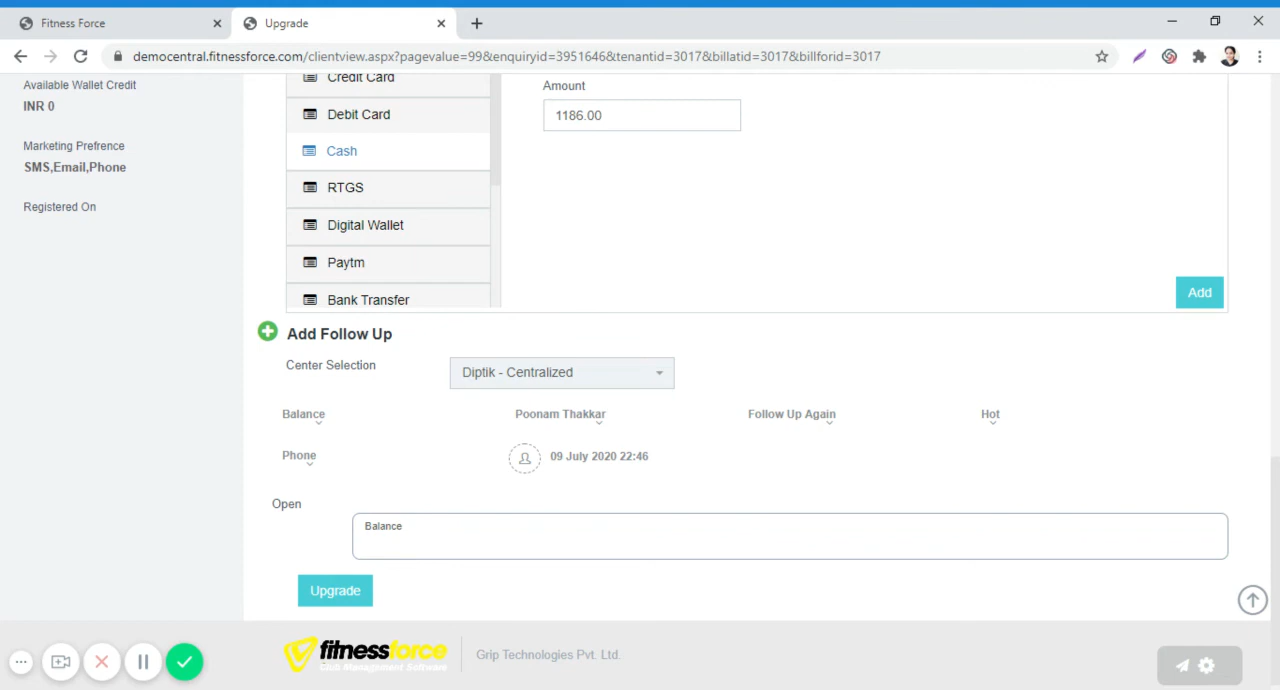 Fitness Force
Upgrade
democentral.fitnessforce.com/clientview.aspx?pagevalue=99&enquiryid=3951646&tenantid=3017&billatid=3017&billforid=3017
Available Wallet Credit
INR 0
Marketing Prefrence
SMS,Email,Phone
Registered On
Credit Card
Debit Card
Cash
RTGS
Digital Wallet
Paytm
Bank Transfer
Amount
1186.00
Add
Add Follow Up
Center Selection
Diptik - Centralized
Balance
Poonam Thakkar
Follow Up Again
Hot
Phone
09 July 2020 22:46
Open
Balance
Upgrade
fitnessforce
Club Management Software
Grip Technologies Pvt. Ltd.